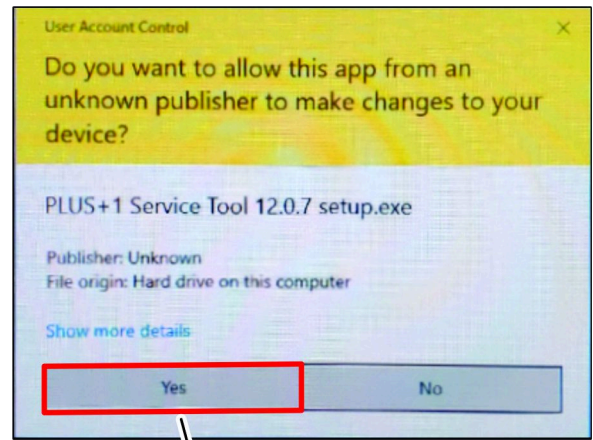 User Account Control
Do you want to allow this app from an
unknown publisher to make changes to your
device?
PLUS+1 Service Tool 12.0.7 setup.exe
Publisher: Unknown
File origin: Hard drive on this computer
Show more details
Yes
No